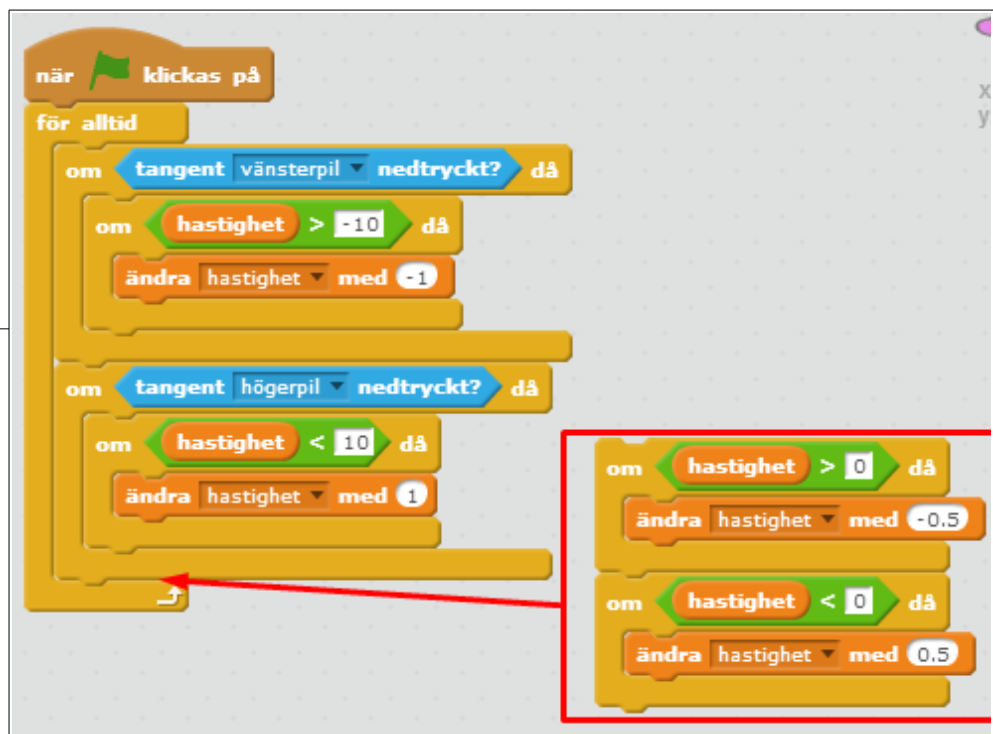 när klickas på
för alltid
om tangent vänsterpil nedtryckt? då
om hastighet > -10 då
ändra hastighet med -1
om tangent högerpil nedtryckt? då
om hastighet < 10 då
ändra hastighet med 1
om hastighet > 0 då
ändra hastighet med -0.5
om hastighet < 0 då
ändra hastighet med 0.5
x
y